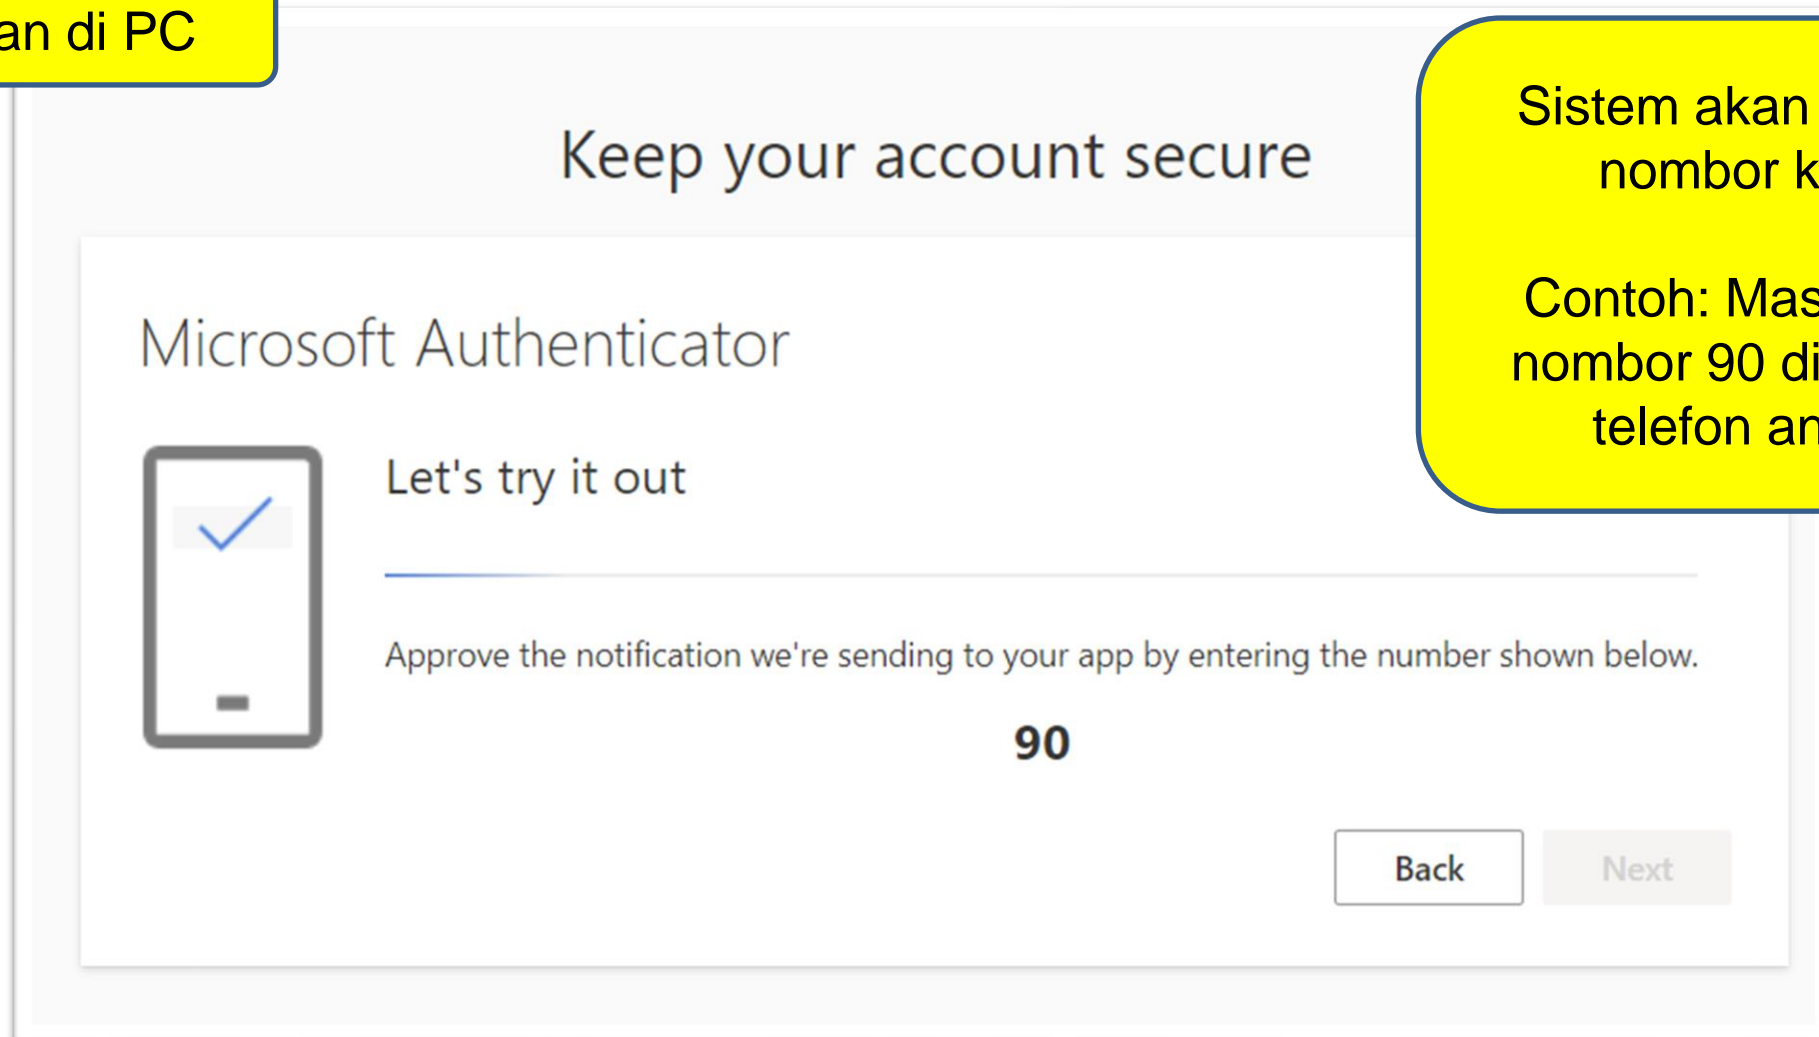 an di PC
Keep your account secure
Sistem akan
nombor
Contoh:
nombor 90 di
telefon
Microsoft Authenticator
Let's try it out
Approve the notification we're sending to your app by entering the number shown below.
90
Back
Next